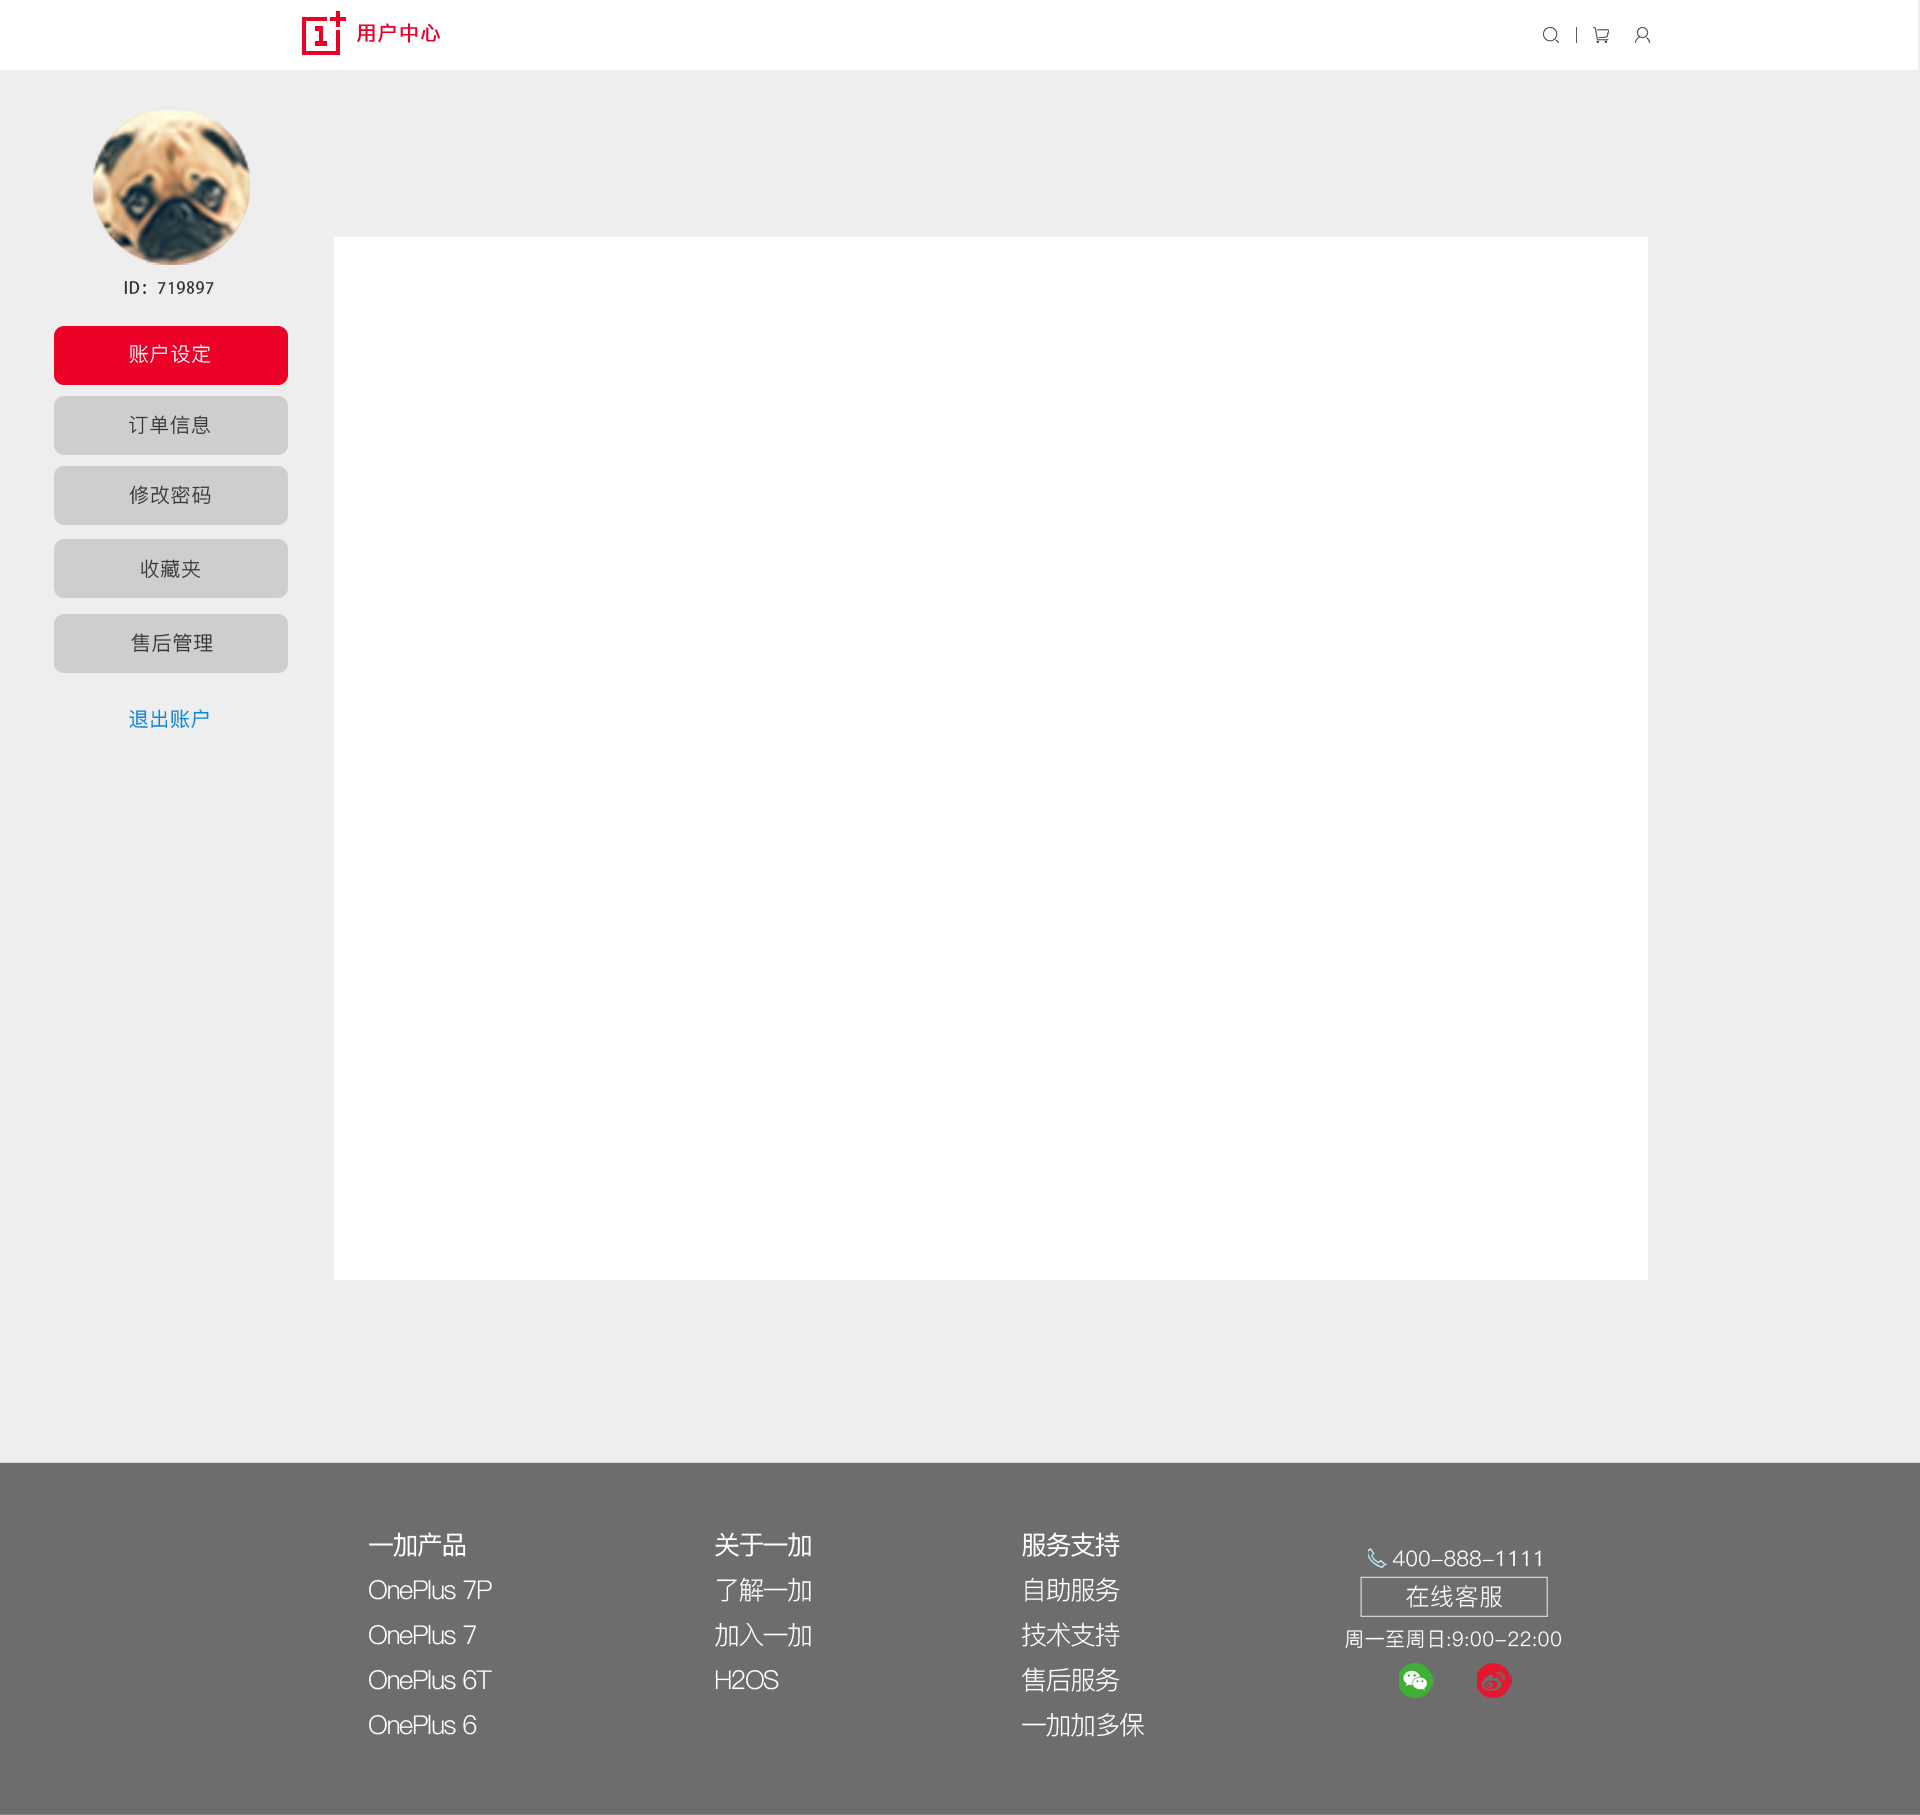 用户中心
ID：719897
账户设定
订单信息
修改密码
收藏夹
售后管理
退出账户
一加产品
OnePlus 7P
OnePlus 7
OnePlus 6T
OnePlus 6
关于一加
了解一加
加入一加
H2OS
服务支持
自助服务
技术支持
售后服务
一加加多保
400-888-1111
在线客服
周一至周日:9:00-22:00